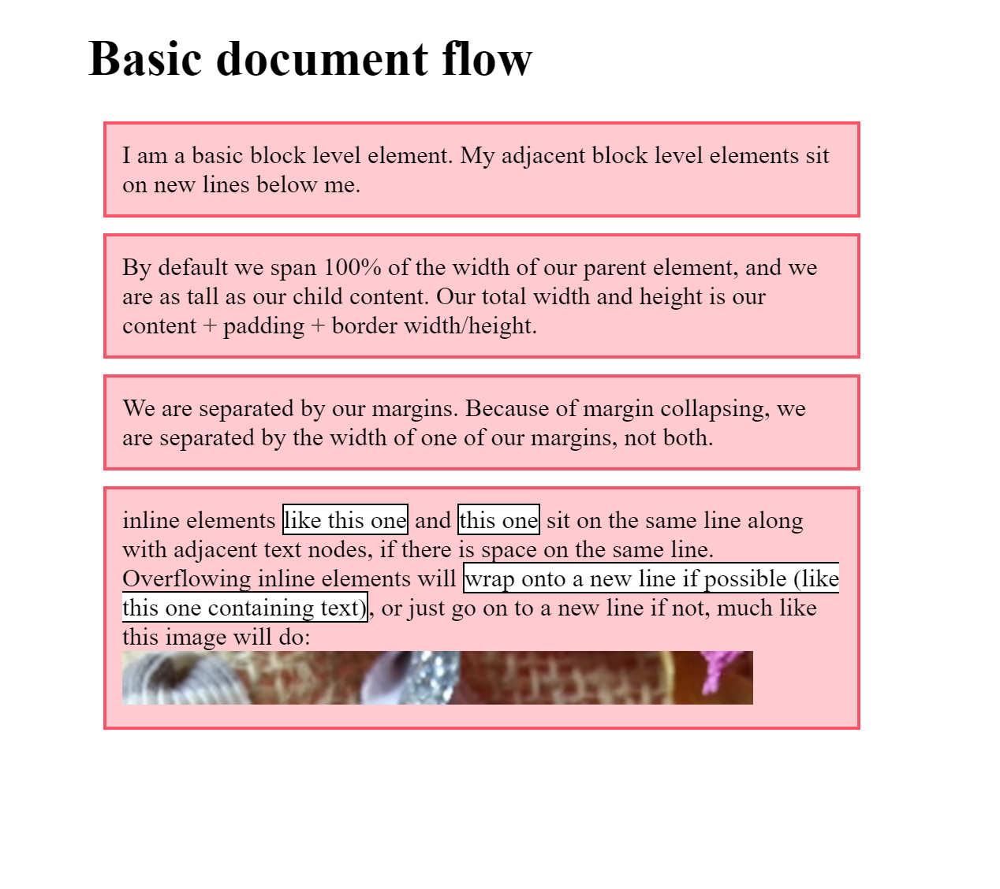 Basic document flow
I am a basic block level element. My adjacent block level elements sit
on new lines below me.
By default we span 100% of the width of our parent element, and we
are as tall as our child content. Our total width and height is our
content + padding + border width/height.
We are separated by our margins. Because of margin collapsing, we
are separated by the width of one of our margins, not both.
inline elements like this one and this one sit on the same line along
with adjacent text nodes, if there is space on the same line.
Overflowing inline elements will wrap onto a new line if possible (like
this one containing text), or just go on to a new line if not, much like
this image will do: